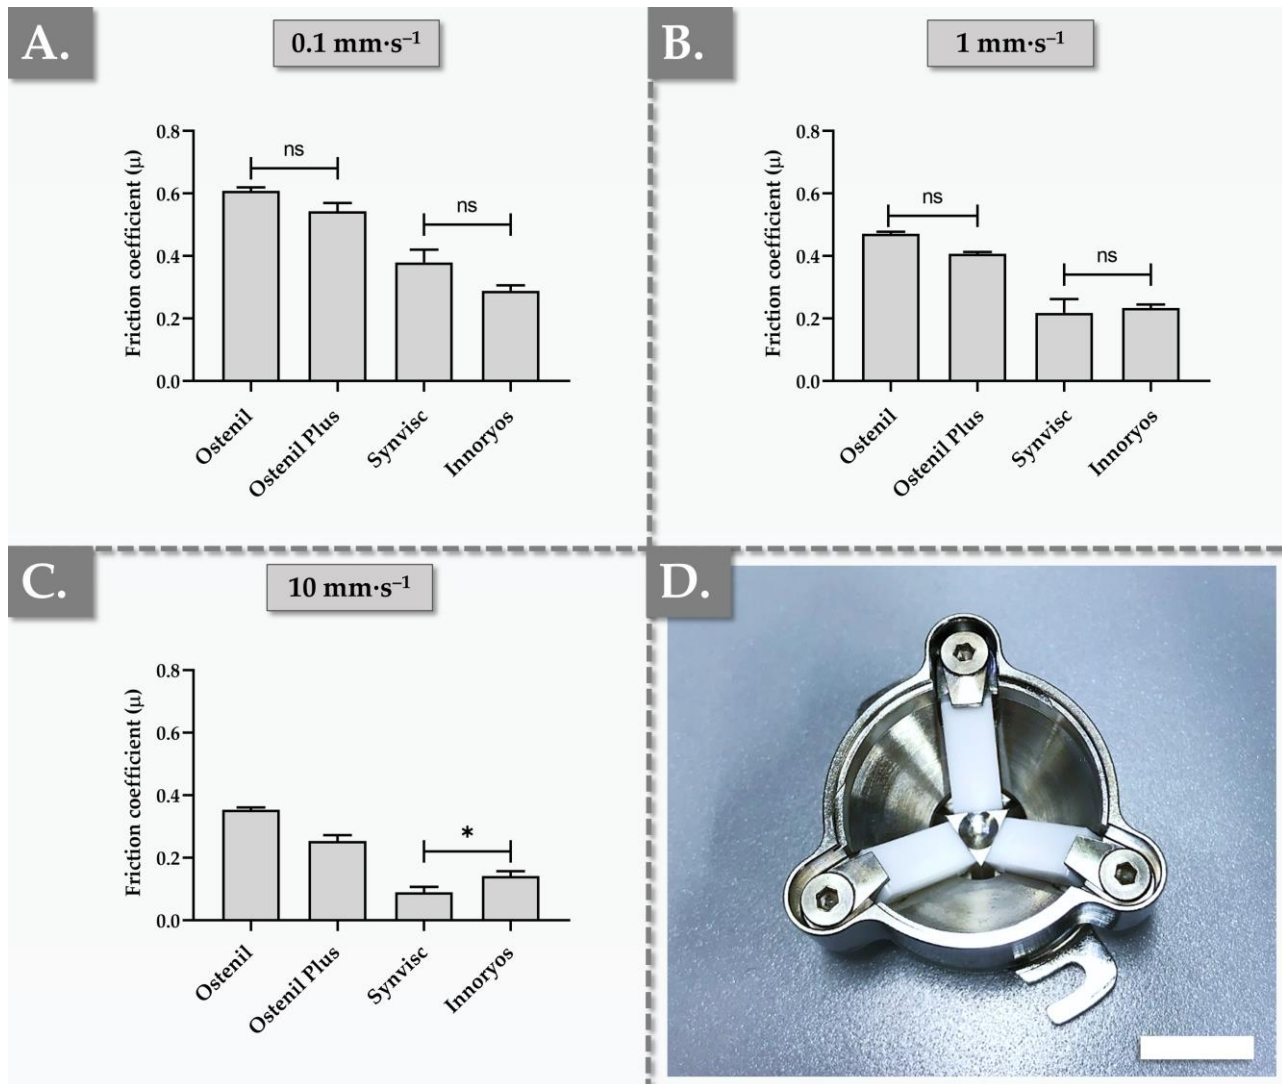 A.
0.1 mm·s⁻¹
Friction coefficient (μ)
0.8
0.6
0.4
0.2
0.0
ns
ns
Ostenil
Ostenil Plus
Synvisc
Innoryos
B.
1 mm·s⁻¹
Friction coefficient (μ)
0.8
0.6
0.4
0.2
0.0
ns
ns
Ostenil
Ostenil Plus
Synvisc
Innoryos
C.
10 mm·s⁻¹
Friction coefficient (μ)
0.8
0.6
0.4
0.2
0.0
*
Ostenil
Ostenil Plus
Synvisc
Innoryos
D.